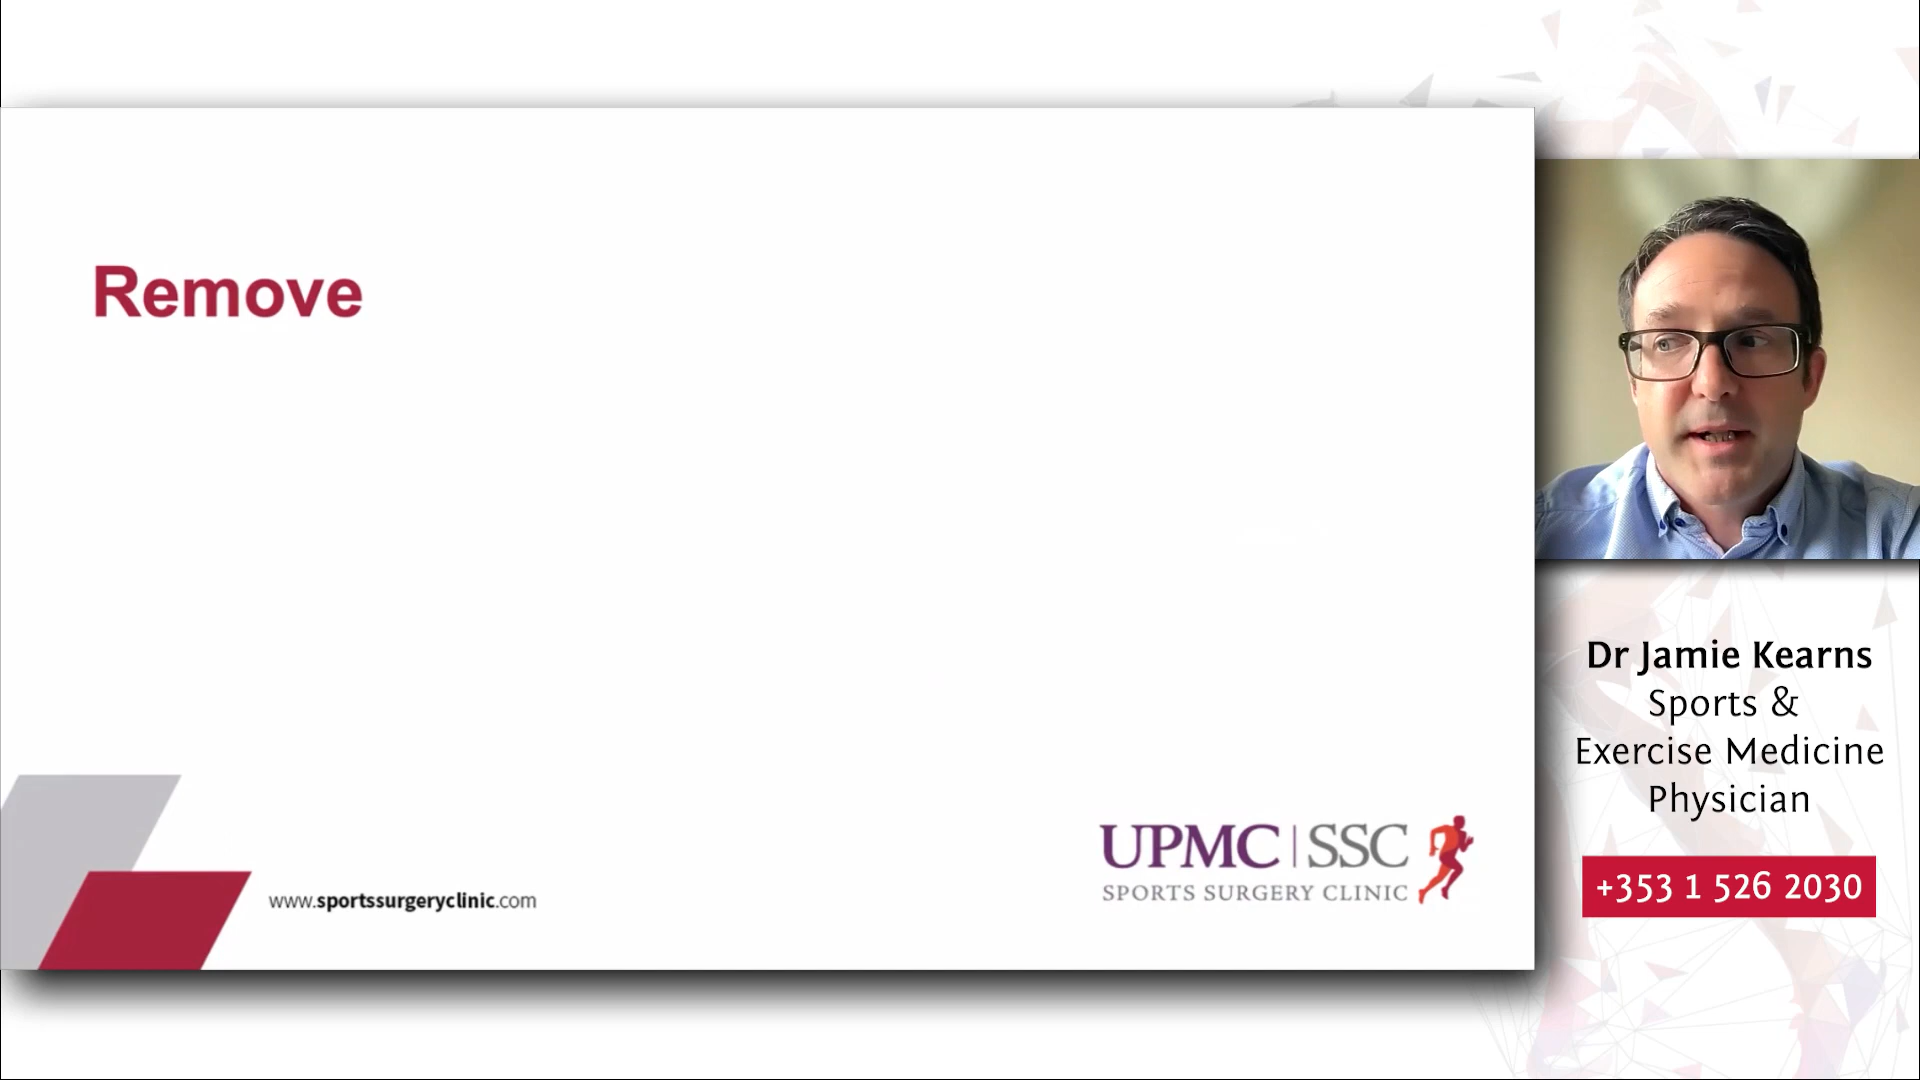 Remove
www.sportssurgeryclinic.com
UPMC | SSC
SPORTS SURGERY CLINIC
Dr Jamie Kearns
Sports &
Exercise Medicine
Physician
+353 1 526 2030